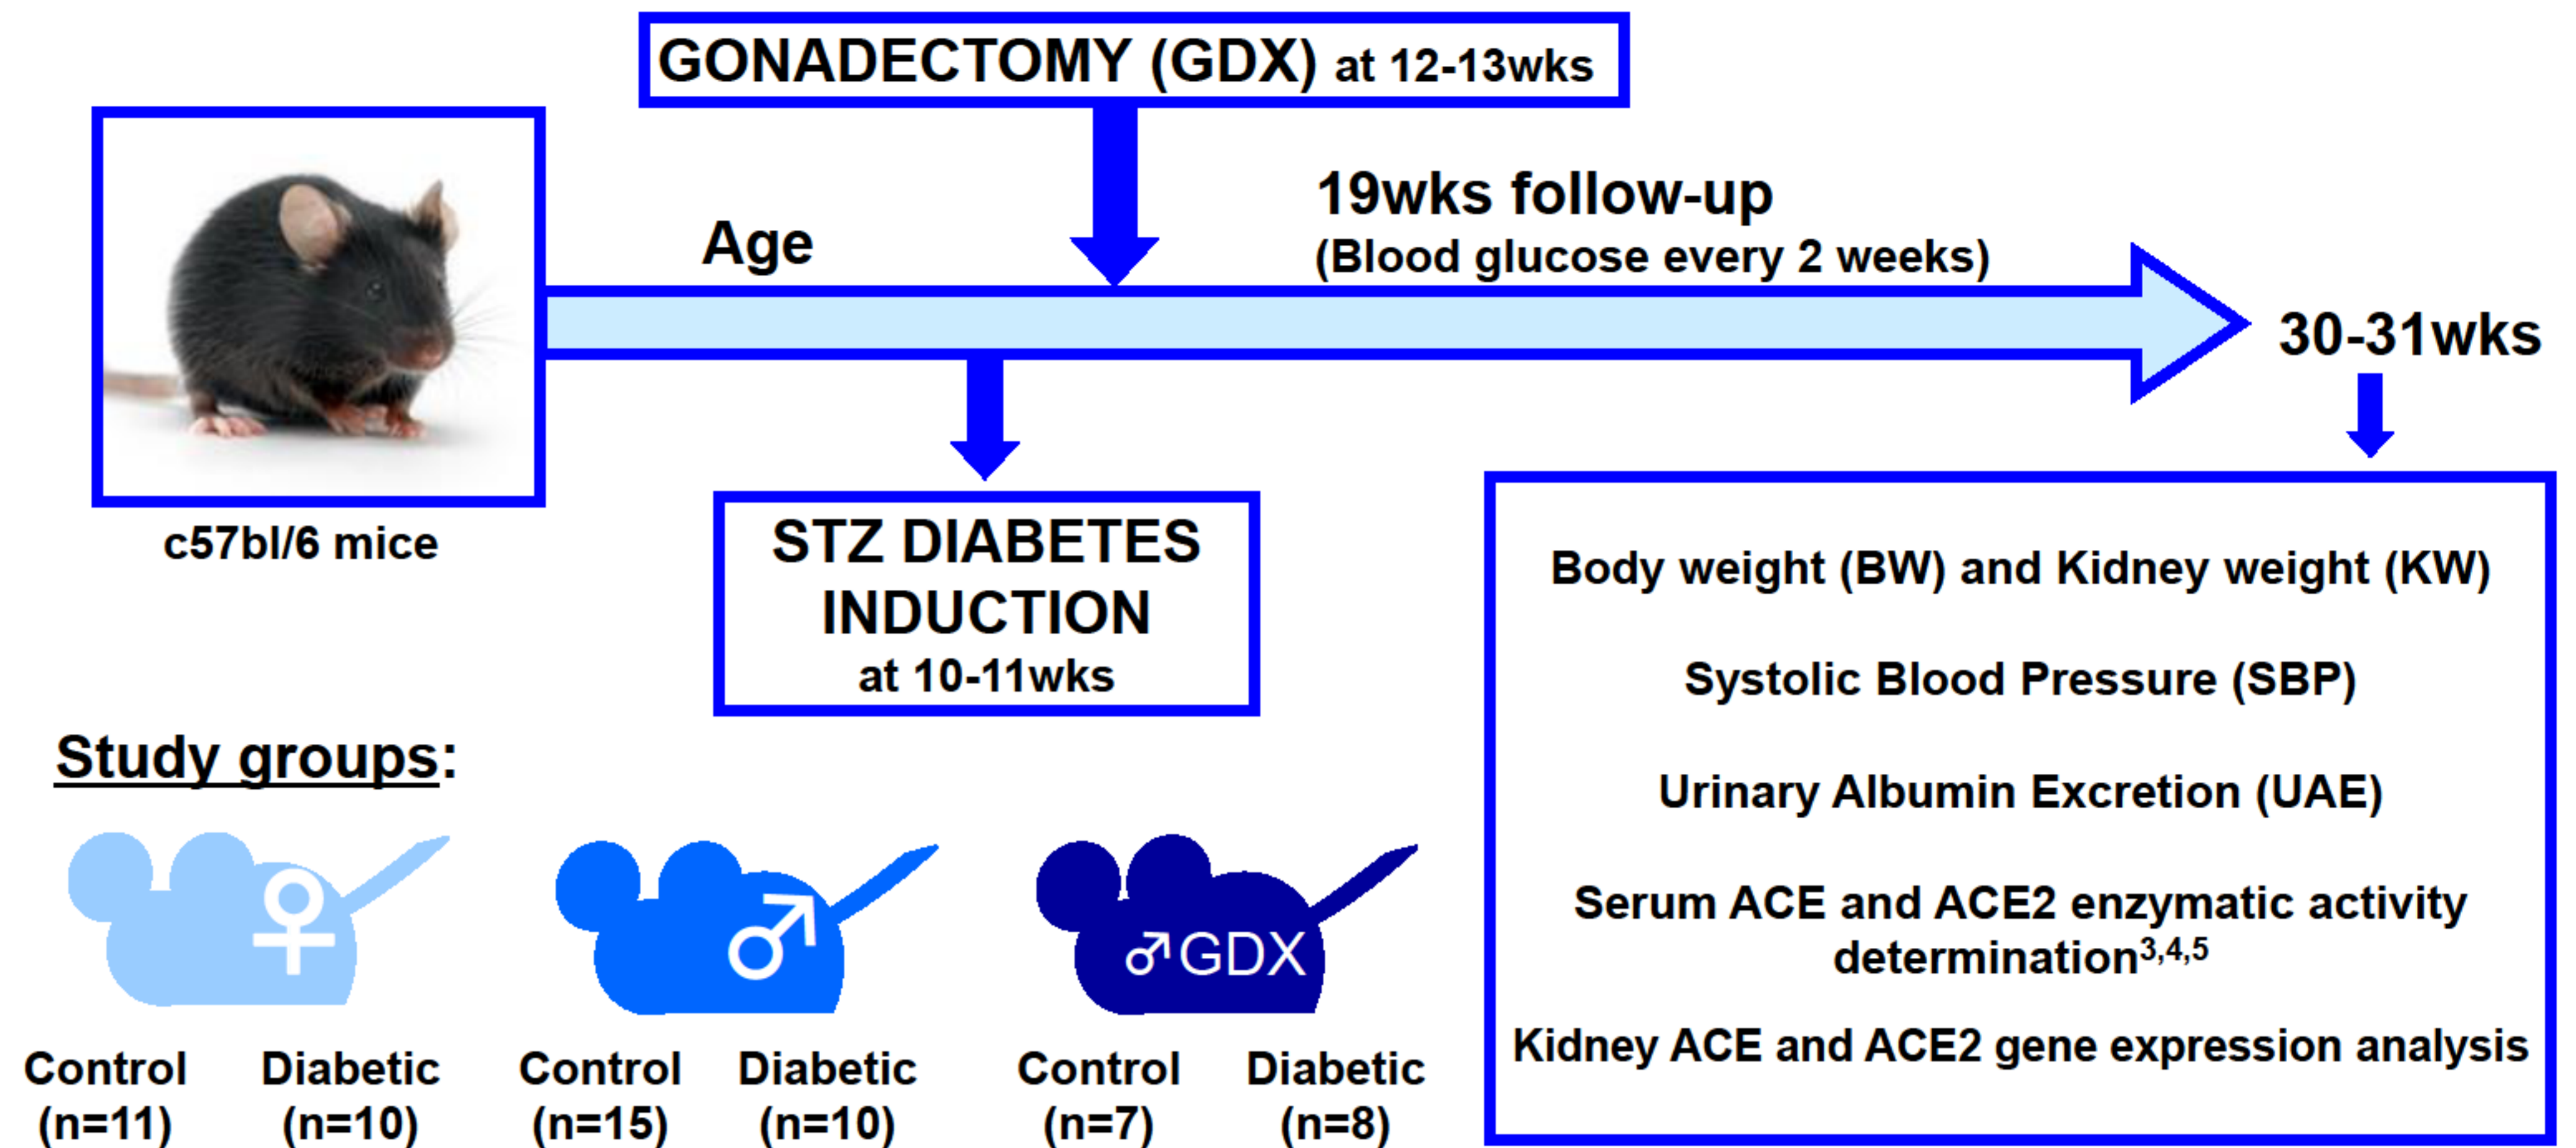 GONADECTOMY (GDX) at 12-13wks
Age
19wks follow-up
(Blood glucose every 2 weeks)
30-31wks
c57bl/6 mice
STZ DIABETES
INDUCTION
at 10-11wks
Study groups:
♀
♂
♂GDX
Control
(n=11)
Diabetic
(n=10)
Control
(n=15)
Diabetic
(n=10)
Control
(n=7)
Diabetic
(n=8)
Body weight (BW) and Kidney weight (KW)
Systolic Blood Pressure (SBP)
Urinary Albumin Excretion (UAE)
Serum ACE and ACE2 enzymatic activity
determination3,4,5
Kidney ACE and ACE2 gene expression analysis